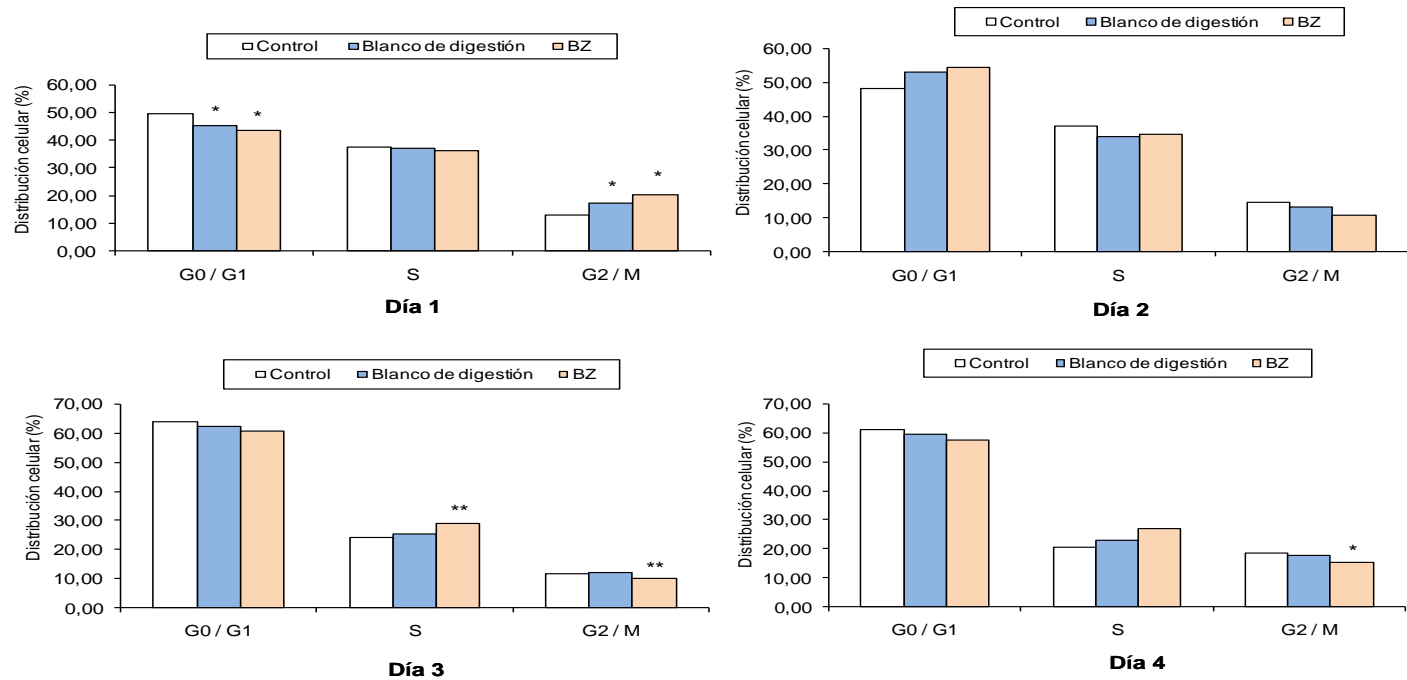 Control Blanco de digestión BZ
Distribución celular (%)
60,00
50,00
40,00
30,00
20,00
10,00
0,00
* *
* *
G0 / G1 S G2 / M
Día 1
Control Blanco de digestión BZ
Distribución celular (%)
60,00
50,00
40,00
30,00
20,00
10,00
0,00
G0 / G1 S G2 / M
Día 2
Control Blanco de digestión BZ
Distribución celular (%)
70,00
60,00
50,00
40,00
30,00
20,00
10,00
0,00
**
**
G0 / G1 S G2 / M
Día 3
Control Blanco de digestión BZ
Distribución celular (%)
70,00
60,00
50,00
40,00
30,00
20,00
10,00
0,00
*
G0 / G1 S G2 / M
Día 4